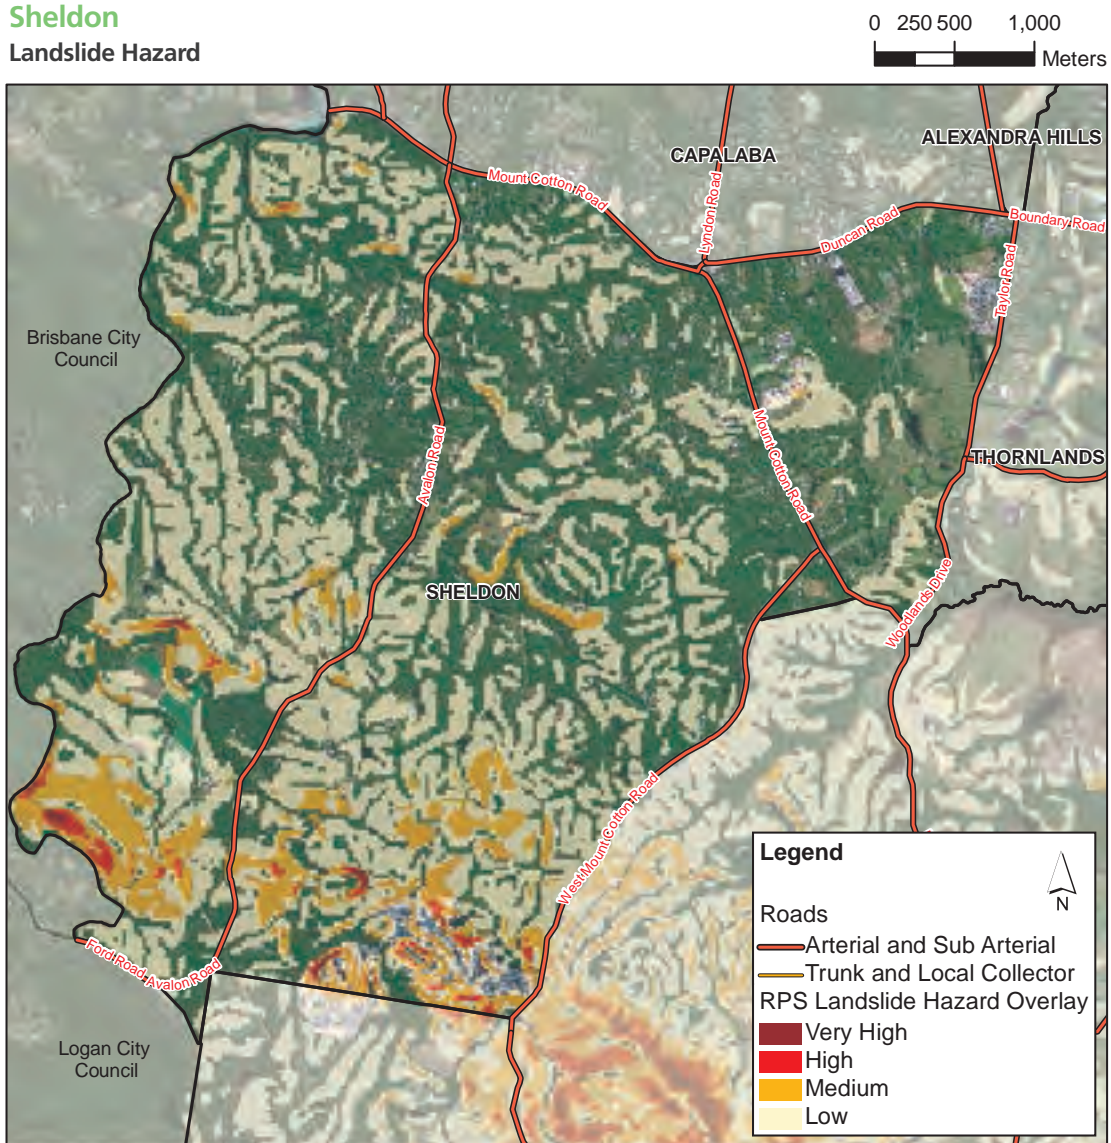 Sheldon
Landslide Hazard
0 250 500 1,000
Meters
CAPALABA
ALEXANDRA HILLS
Mount Cotton Road
Lyndon Road
Duncan Road
Boundary Road
Taylor Road
Brisbane City
Council
Avalon Road
Mount Cotton Road
THORNLANDS
SHELDON
Woodlands Drive
West Mount Cotton Road
Ford Road Avalon Road
Logan City
Council
Legend
N
Roads
Arterial and Sub Arterial
Trunk and Local Collector
RPS Landslide Hazard Overlay
Very High
High
Medium
Low